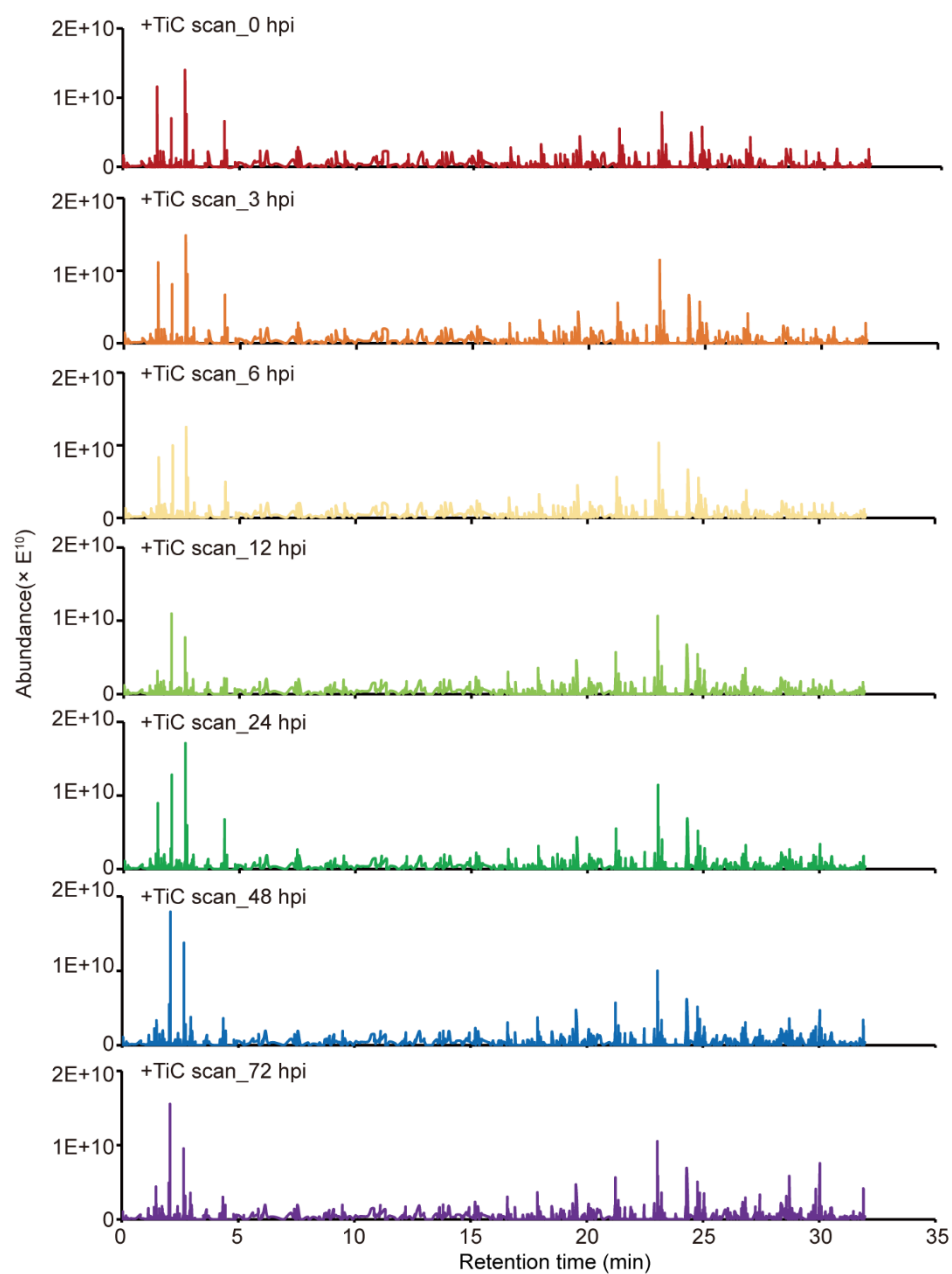 +TiC scan_0 hpi
2E+10
1E+10
0
+TiC scan_3 hpi
2E+10
1E+10
0
+TiC scan_6 hpi
2E+10
1E+10
0
+TiC scan_12 hpi
2E+10
1E+10
0
+TiC scan_24 hpi
2E+10
1E+10
0
+TiC scan_48 hpi
2E+10
1E+10
0
+TiC scan_72 hpi
2E+10
1E+10
0
Abundance(× E¹⁰)
0 5 10 15 20 25 30 35
Retention time (min)